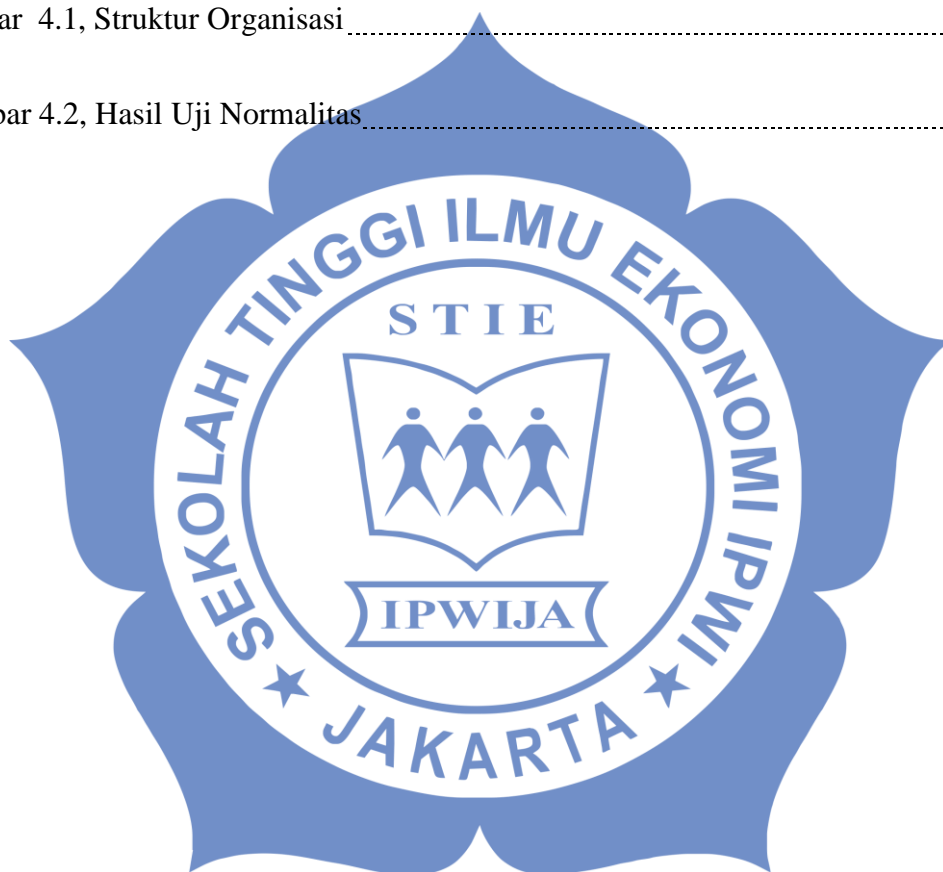 ar 4.1, Struktur Organisasi
bar 4.2, Hasil Uji Normalitas
SEKOLAH TINGGI ILMU EKONOMI IPWI
STIE
IPWIJA
★ JAKARTA ★